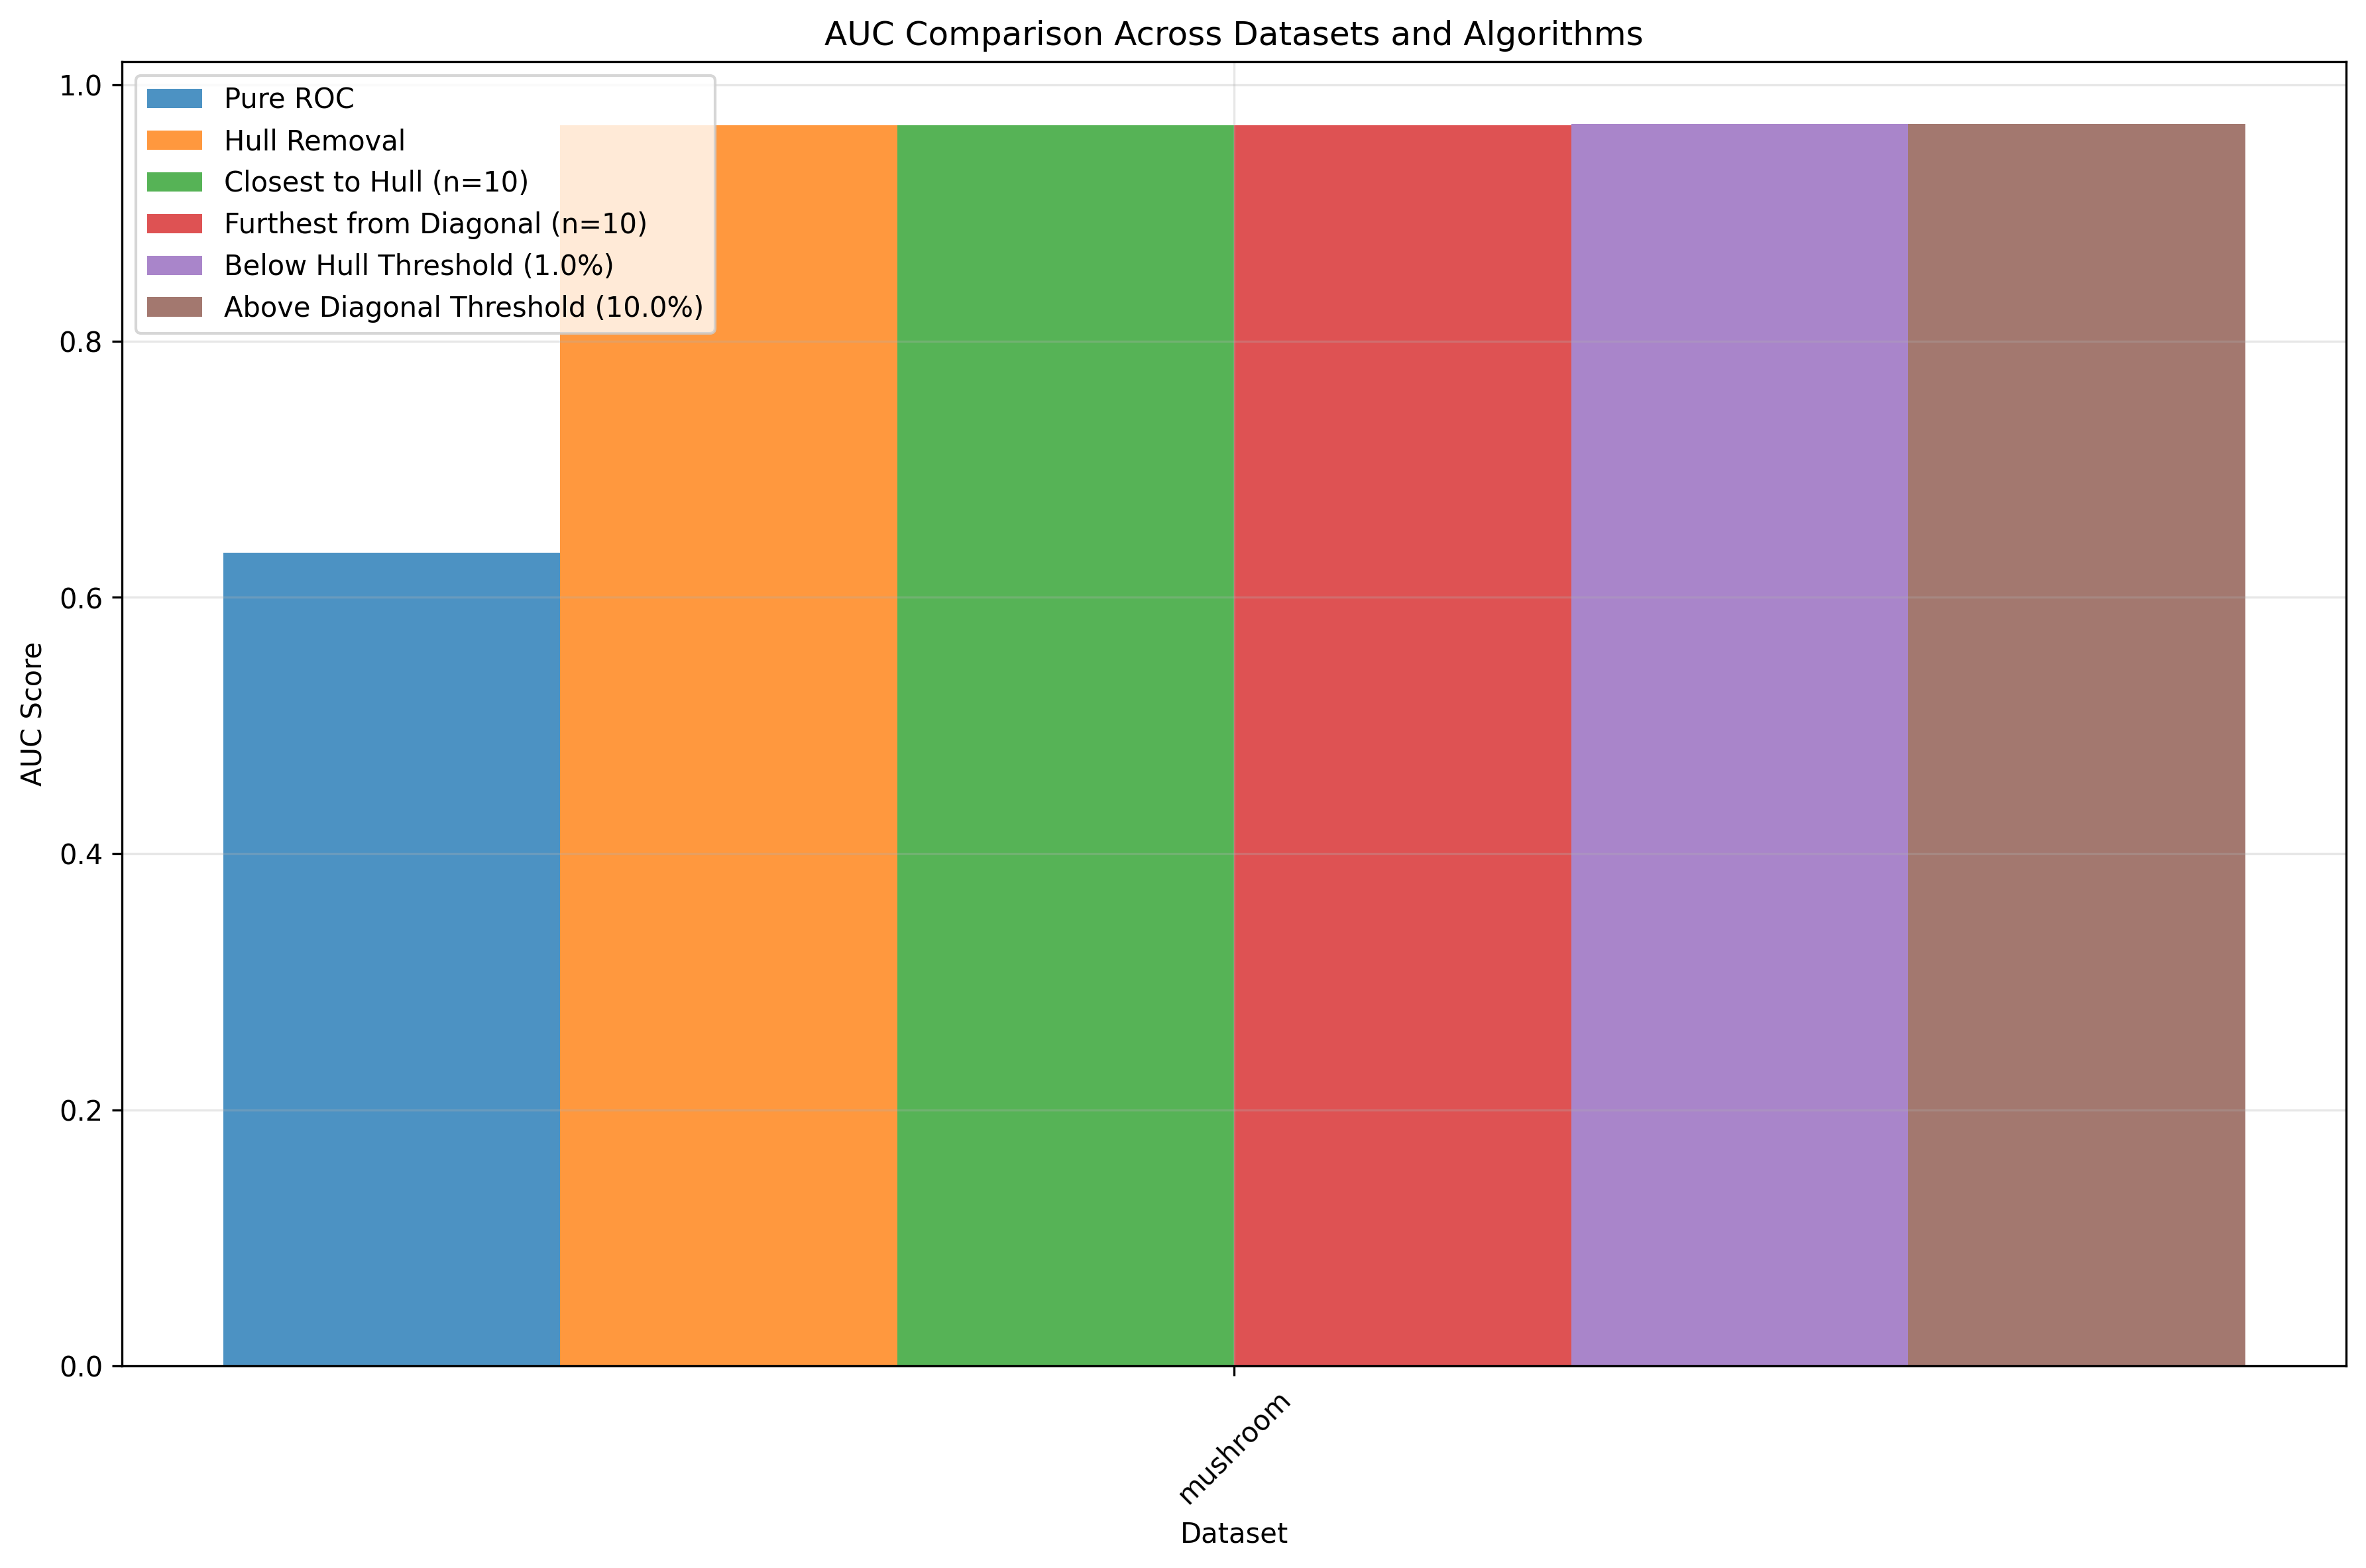 AUC Comparison Across Datasets and Algorithms
Pure ROC
Hull Removal
Closest to Hull (n=10)
Furthest from Diagonal (n=10)
Below Hull Threshold (1.0%)
Above Diagonal Threshold (10.0%)
1.0
0.8
0.6
0.4
0.2
0.0
AUC Score
mushroom
Dataset